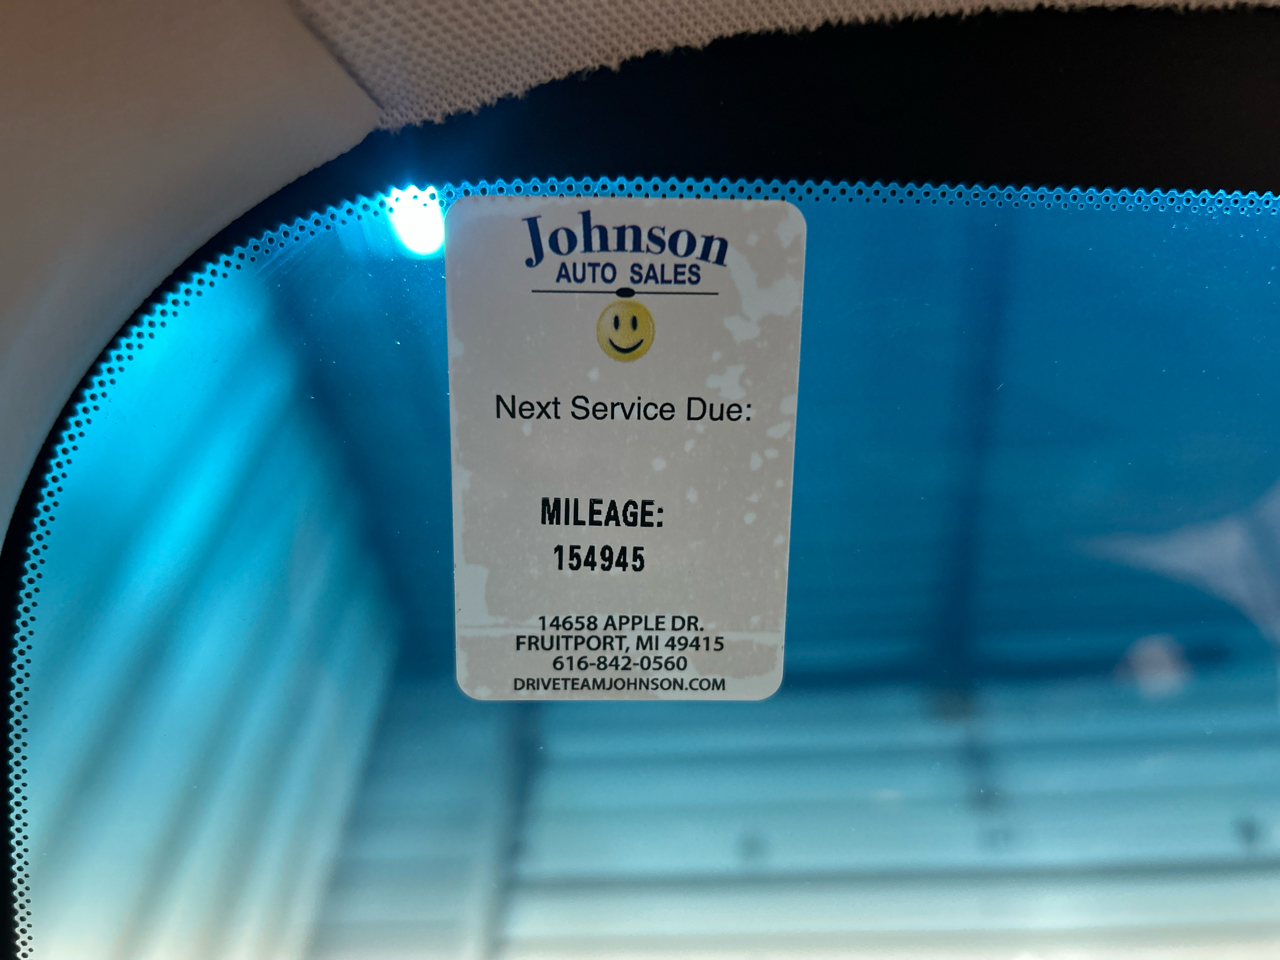 Johnson
AUTO SALES
Next Service Due:
MILEAGE:
154945
14658 APPLE DR.
FRUITPORT, MI 49415
616-842-0560
DRIVETEAMJOHNSON.COM